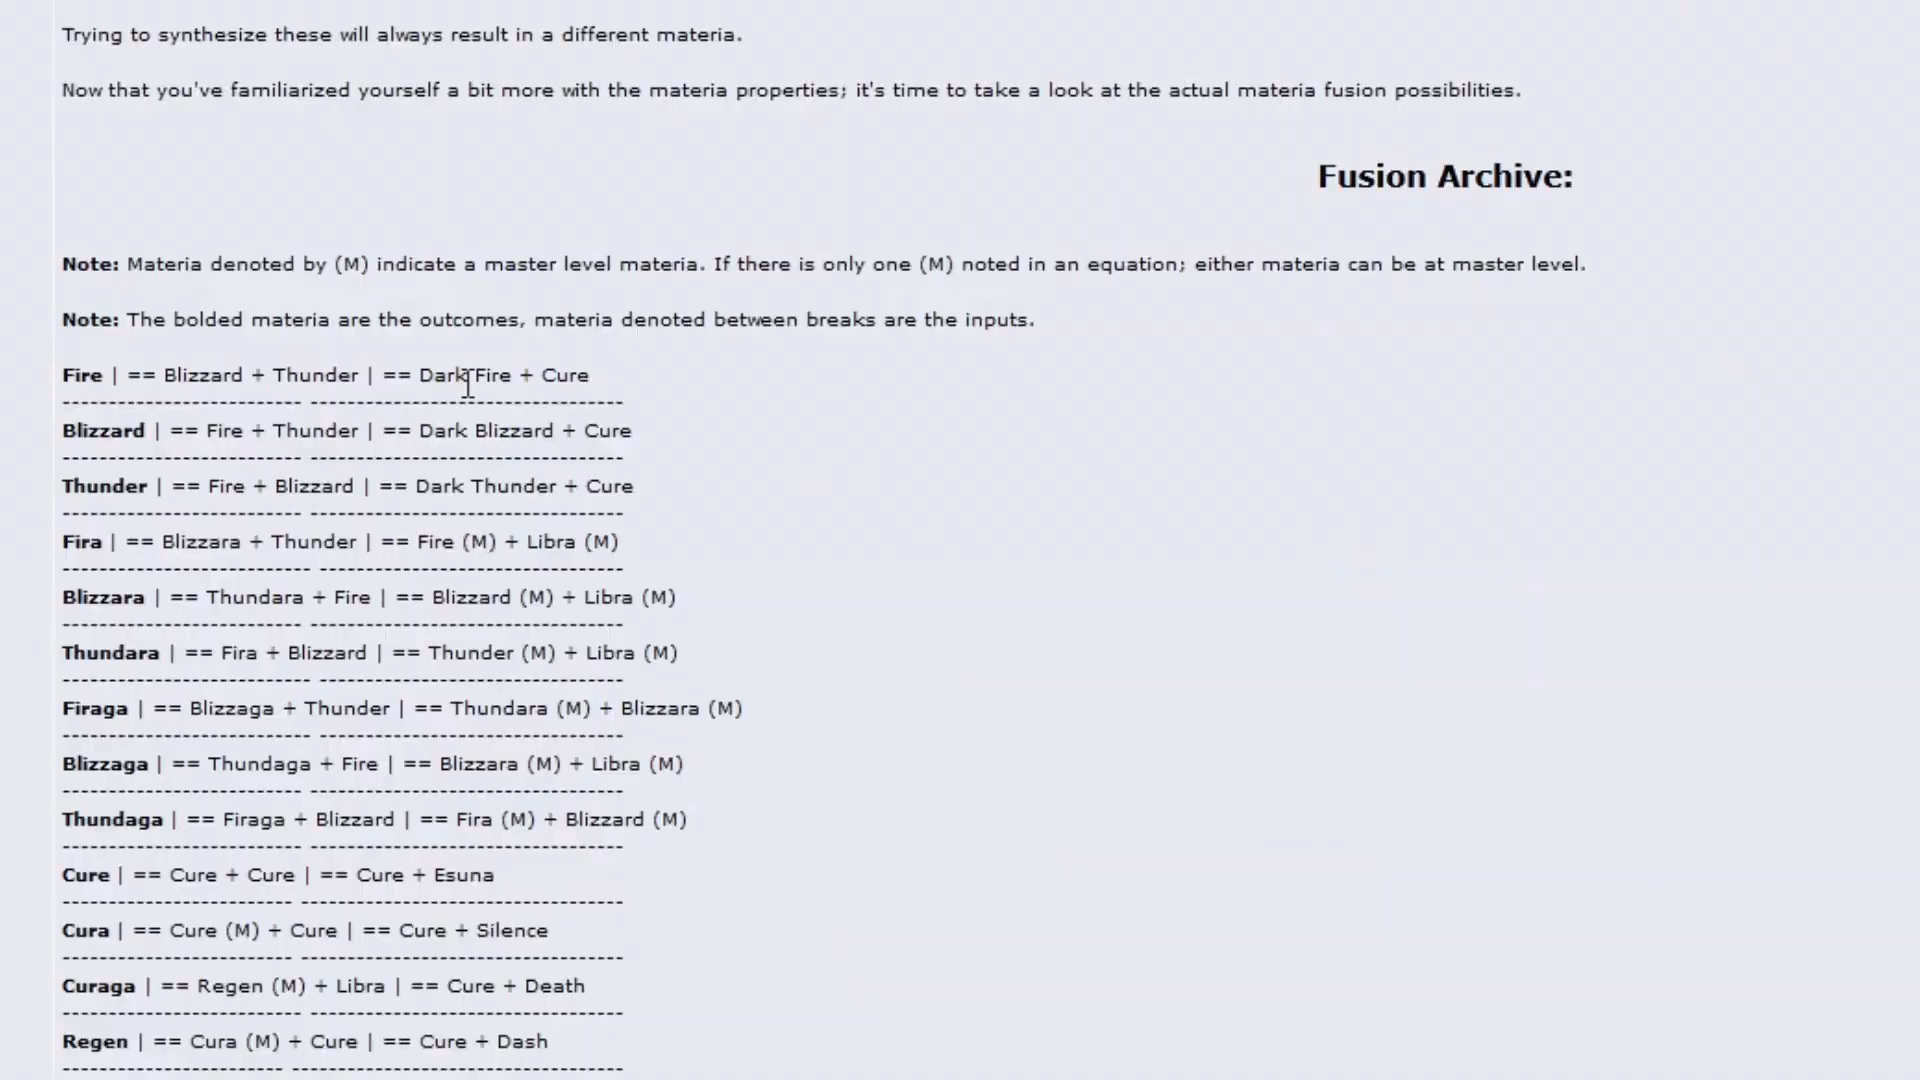 Trying to synthesize these will always result in a different materia.
Now that you've familiarized yourself a bit more with the materia properties; it's time to take a look at the actual materia fusion possibilities.
Fusion Archive:
Note: Materia denoted by (M) indicate a master level materia. If there is only one (M) noted in an equation; either materia can be at master level.
Note: The bolded materia are the outcomes, materia denoted between breaks are the inputs.
Fire | == Blizzard + Thunder | == Dark Fire + Cure
------------------------- ---------------------------------
Blizzard | == Fire + Thunder | == Dark Blizzard + Cure
------------------------- ---------------------------------
Thunder | == Fire + Blizzard | == Dark Thunder + Cure
------------------------- ---------------------------------
Fira | == Blizzara + Thunder | == Fire (M) + Libra (M)
-------------------------- --------------------------------
Blizzara | == Thundara + Fire | == Blizzard (M) + Libra (M)
------------------------- ---------------------------------
Thundara | == Fira + Blizzard | == Thunder (M) + Libra (M)
-------------------------- --------------------------------
Firaga | == Blizzaga + Thunder | == Thundara (M) + Blizzara (M)
-------------------------- --------------------------------
Blizzaga | == Thundaga + Fire | == Blizzara (M) + Libra (M)
------------------------- ---------------------------------
Thundaga | == Firaga + Blizzard | == Fira (M) + Blizzard (M)
------------------------- ---------------------------------
Cure | == Cure + Cure | == Cure + Esuna
------------------------ ----------------------------------
Cura | == Cure (M) + Cure | == Cure + Silence
------------------------ ----------------------------------
Curaga | == Regen (M) + Libra | == Cure + Death
------------------------- ---------------------------------
Regen | == Cura (M) + Cure | == Cure + Dash
----------------------- -----------------------------------